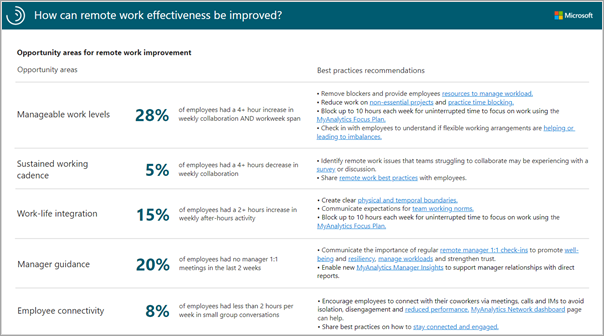 How can remote work effectiveness be improved?
Microsoft
Opportunity areas for remote work improvement
Opportunity areas
Best practices recommendations
Manageable work levels
28%
of employees had a 4+ hour increase in
weekly collaboration AND workweek span
• Remove blockers and provide employees resources to manage workload.
• Reduce work on non-essential projects and practice time blocking.
• Block up to 10 hours each week for uninterrupted time to focus on work using the
MyAnalytics Focus Plan.
• Check in with employees to understand if flexible working arrangements are helping or
leading to imbalances.
Sustained working
cadence
5%
of employees had a 4+ hours decrease in
weekly collaboration
• Identify remote work issues that teams struggling to collaborate may be experiencing with a
survey or discussion.
• Share remote work best practices with employees.
Work-life integration
15%
of employees had a 2+ hours increase in
weekly after-hours activity
• Create clear physical and temporal boundaries.
• Communicate expectations for team working norms.
• Block up to 10 hours each week for uninterrupted time to focus on work using the
MyAnalytics Focus Plan.
Manager guidance
20%
of employees had no manager 1:1
meetings in the last 2 weeks
• Communicate the importance of regular remote manager 1:1 check-ins to promote well-
being and resiliency, manage workloads and strengthen trust.
• Enable new MyAnalytics Manager Insights to support manager relationships with direct
reports.
Employee connectivity
8%
of employees had less than 2 hours per
week in small group conversations
• Encourage employees to connect with their coworkers via meetings, calls and IMs to avoid
isolation, disengagement and reduced performance. MyAnalytics Network dashboard page
can help.
• Share best practices on how to stay connected and engaged.